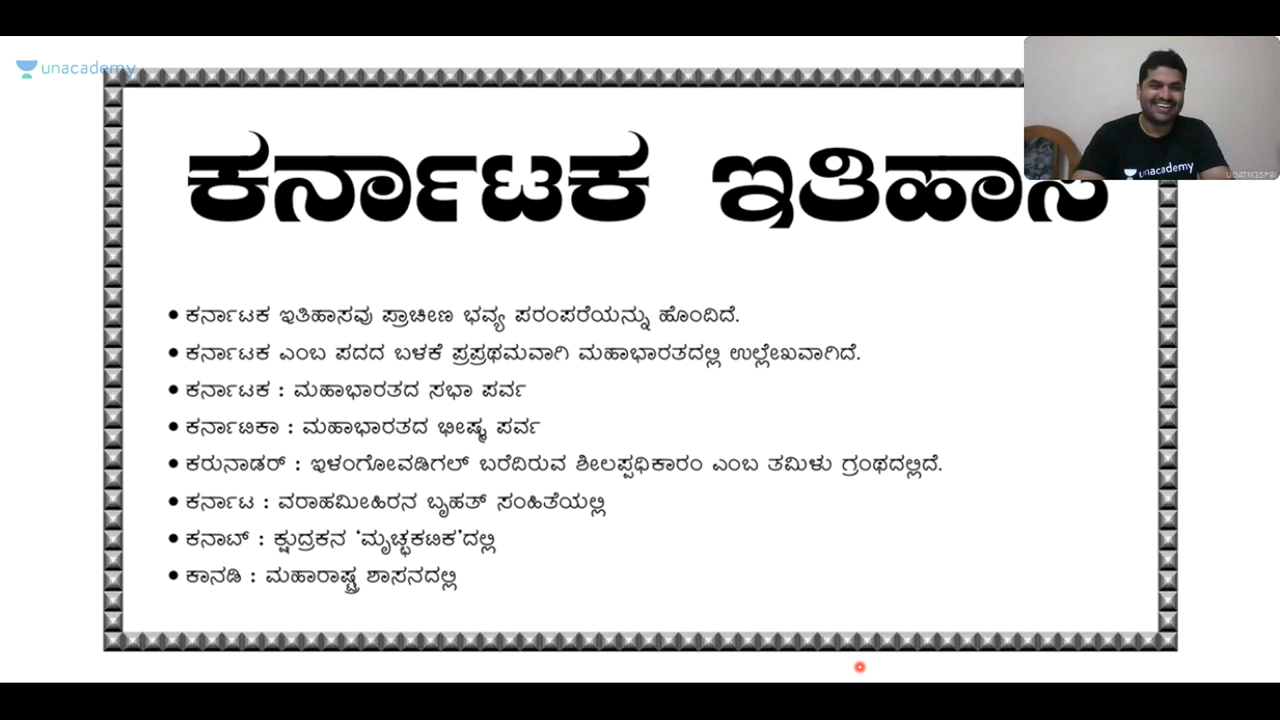 unacademy
unacademy
UOATM35P8I
ಕರ್ನಾಟಕ ಇತಿಹಾಸ
• ಕರ್ನಾಟಕ ಇತಿಹಾಸವು ಪ್ರಾಚೀಣ ಭವ್ಯ ಪರಂಪರೆಯನ್ನು ಹೊಂದಿದೆ.
• ಕರ್ನಾಟಕ ಎಂಬ ಪದದ ಬಳಕೆ ಪ್ರಪ್ರಥಮವಾಗಿ ಮಹಾಭಾರತದಲ್ಲಿ ಉಲ್ಲೇಖವಾಗಿದೆ.
• ಕರ್ನಾಟಕ : ಮಹಾಭಾರತದ ಸಭಾ ಪರ್ವ
• ಕರ್ನಾಟಿಕಾ : ಮಹಾಭಾರತದ ಭೀಷ್ಮ ಪರ್ವ
• ಕರುನಾಡರ್ : ಇಳಂಗೋವಡಿಗಲ್ ಬರೆದಿರುವ ಶೀಲಪ್ಪಧಿಕಾರಂ ಎಂಬ ತಮಿಳು ಗ್ರಂಥದಲ್ಲಿದೆ.
• ಕರ್ನಾಟ : ವರಾಹಮಿಹಿರನ ಬೃಹತ್ ಸಂಹಿತೆಯಲ್ಲಿ
• ಕನಾಟ್ : ಕ್ಷುದ್ರಕನ 'ಮೃಚ್ಛಕಟಿಕ'ದಲ್ಲಿ
• ಕಾನಡಿ : ಮಹಾರಾಷ್ಟ್ರ ಶಾಸನದಲ್ಲಿ